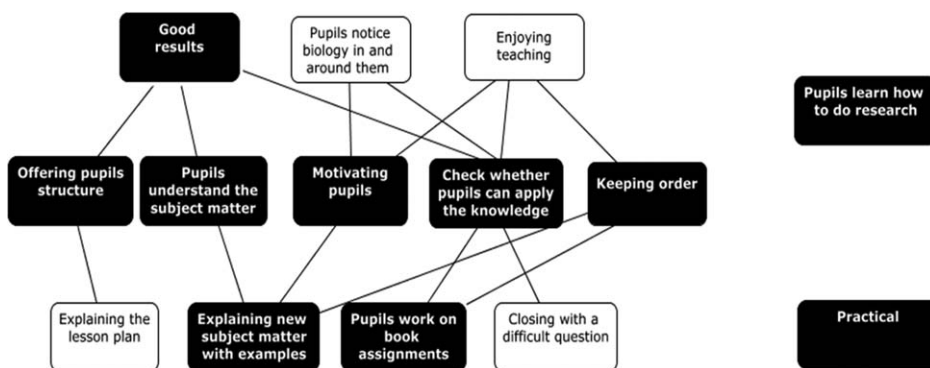 Good
results
Pupils notice
biology in and
around them
Enjoying
teaching
Pupils learn how
to do research
Offering pupils
structure
Pupils
understand the
subject matter
Motivating
pupils
Check whether
pupils can apply
the knowledge
Keeping order
Explaining the
lesson plan
Explaining new
subject matter
with examples
Pupils work on
book
assignments
Closing with a
difficult question
Practical